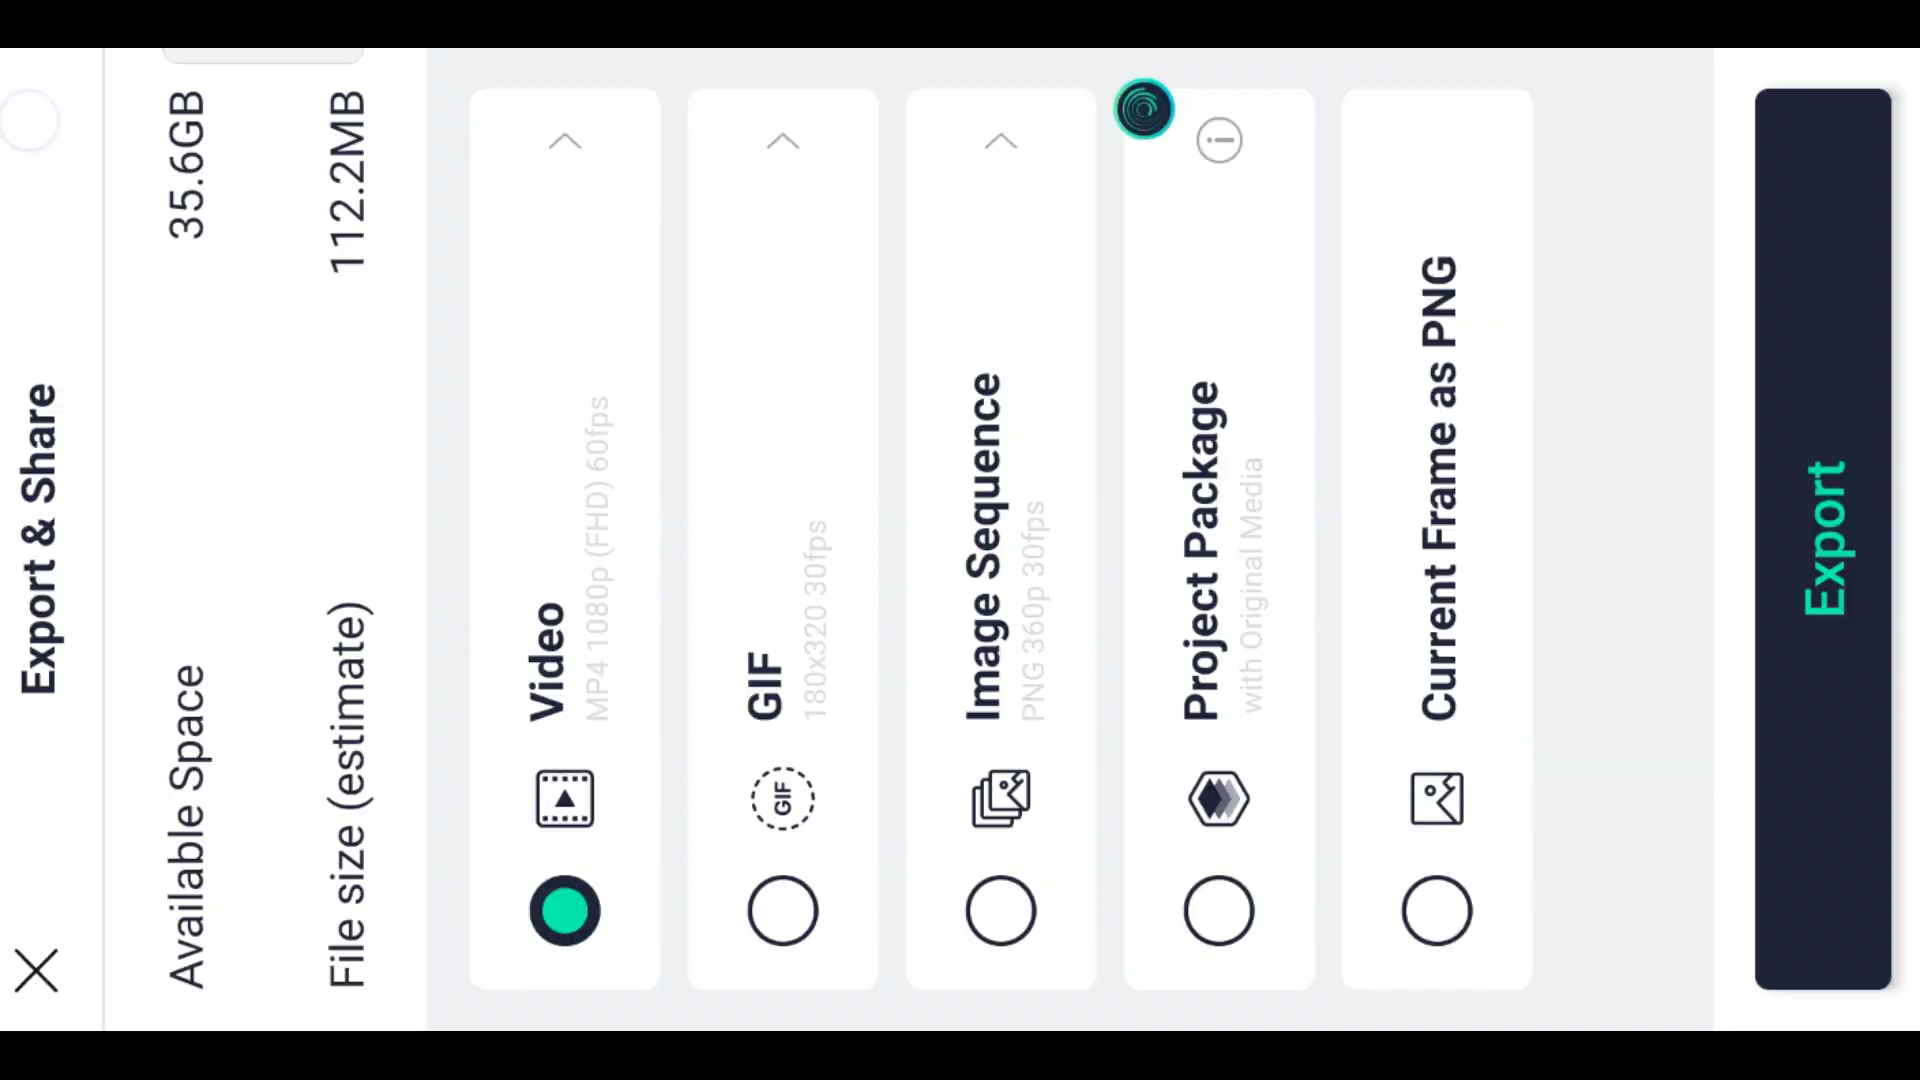 Export & Share
Available Space 35.6GB
File size (estimate) 112.2MB
Video
MP4 1080p (FHD) 60fps
GIF
GIF
180x320 30fps
Image Sequence
PNG 360p 30fps
Project Package
with Original Media
Current Frame as PNG
Export